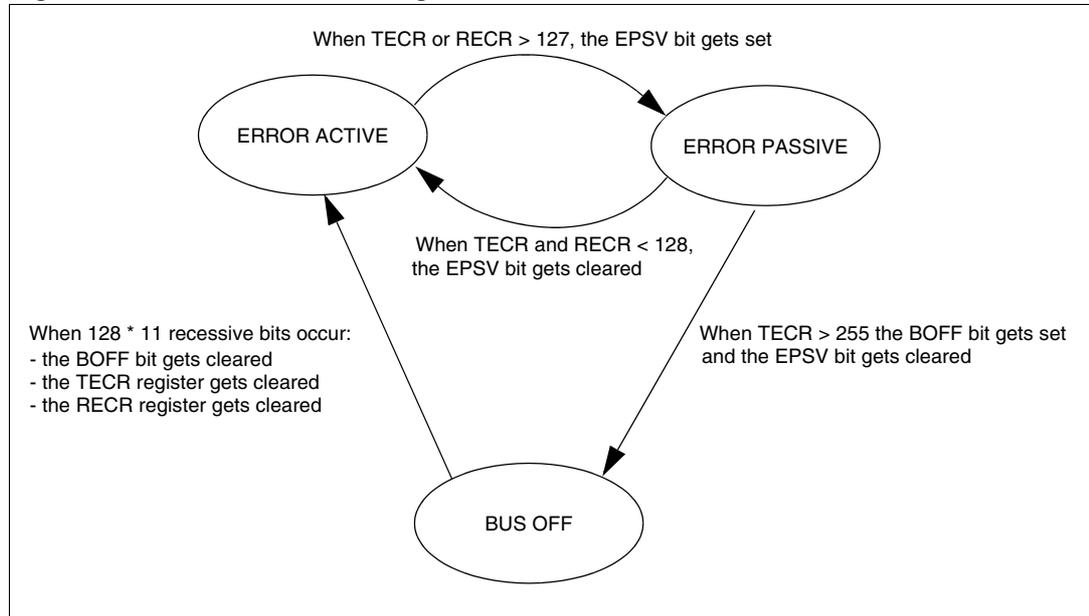 When TECR or RECR > 127, the EPSV bit gets set
ERROR ACTIVE
ERROR PASSIVE
When TECR and RECR < 128,
the EPSV bit gets cleared
When 128 * 11 recessive bits occur:
- the BOFF bit gets cleared
- the TECR register gets cleared
- the RECR register gets cleared
When TECR > 255 the BOFF bit gets set
and the EPSV bit gets cleared
BUS OFF